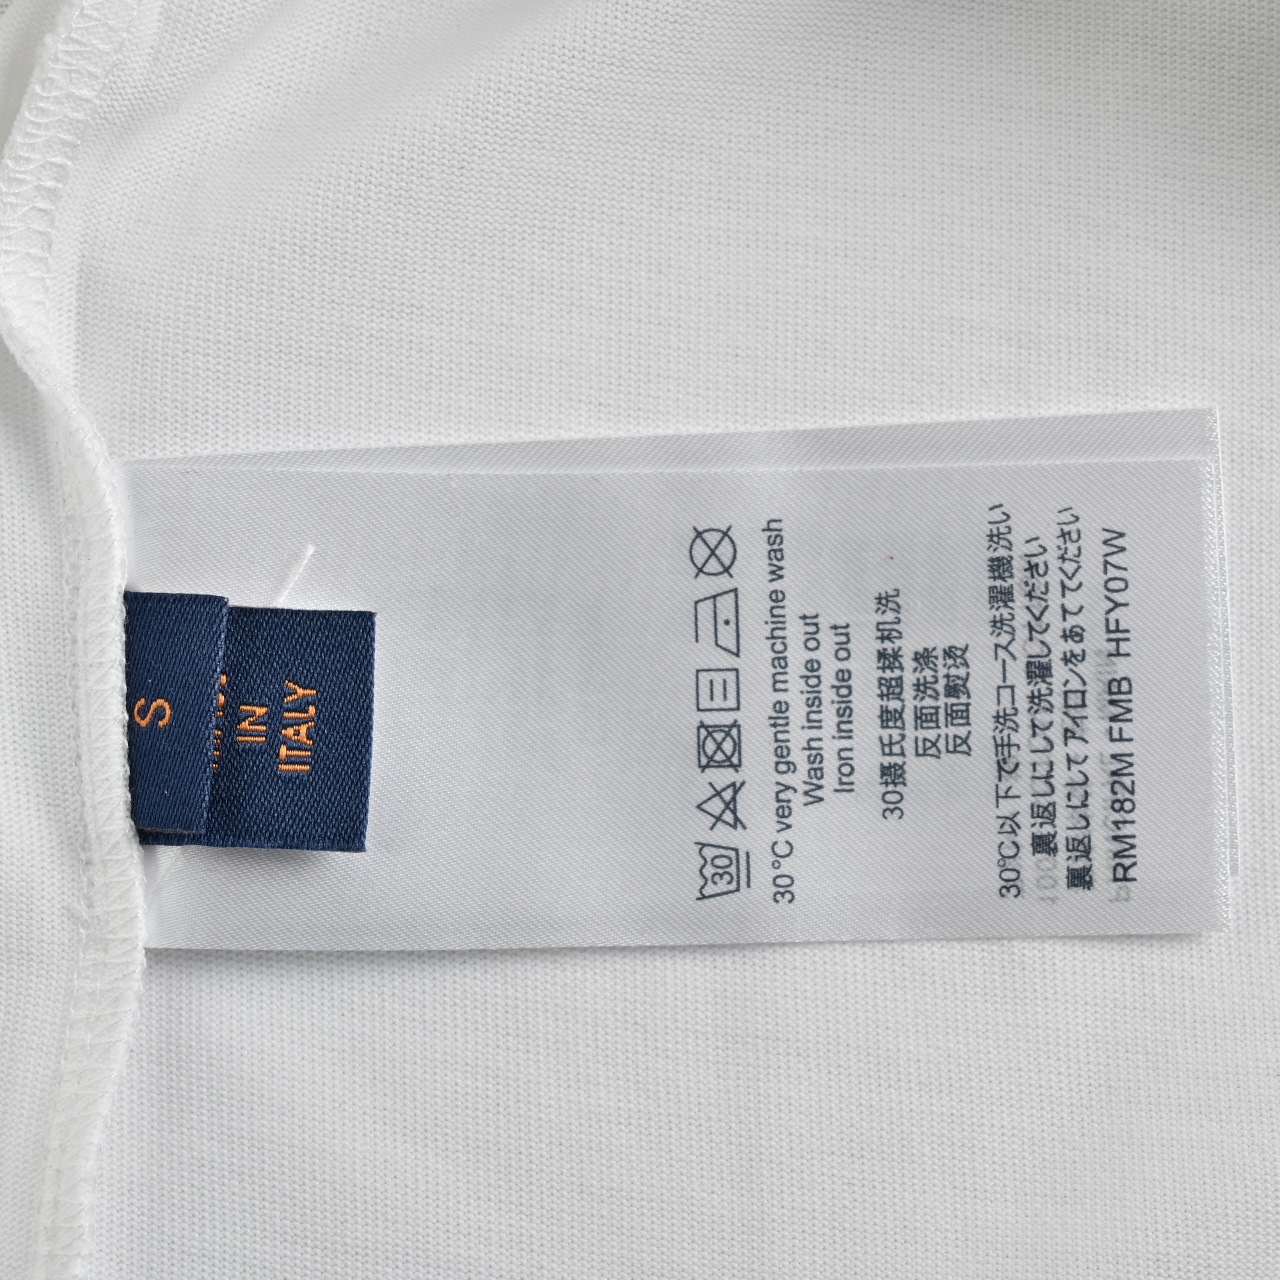 S
IN
ITALY
30
30°C very gentle machine wash
Wash inside out
Iron inside out
30摄氏度超揉机洗
反面洗涤
反面熨烫
30℃以下で手洗コース洗濯機洗い
裏返しにして洗濯してください
裏返しにしてアイロンをあててください
RM182M FMB HFY07W